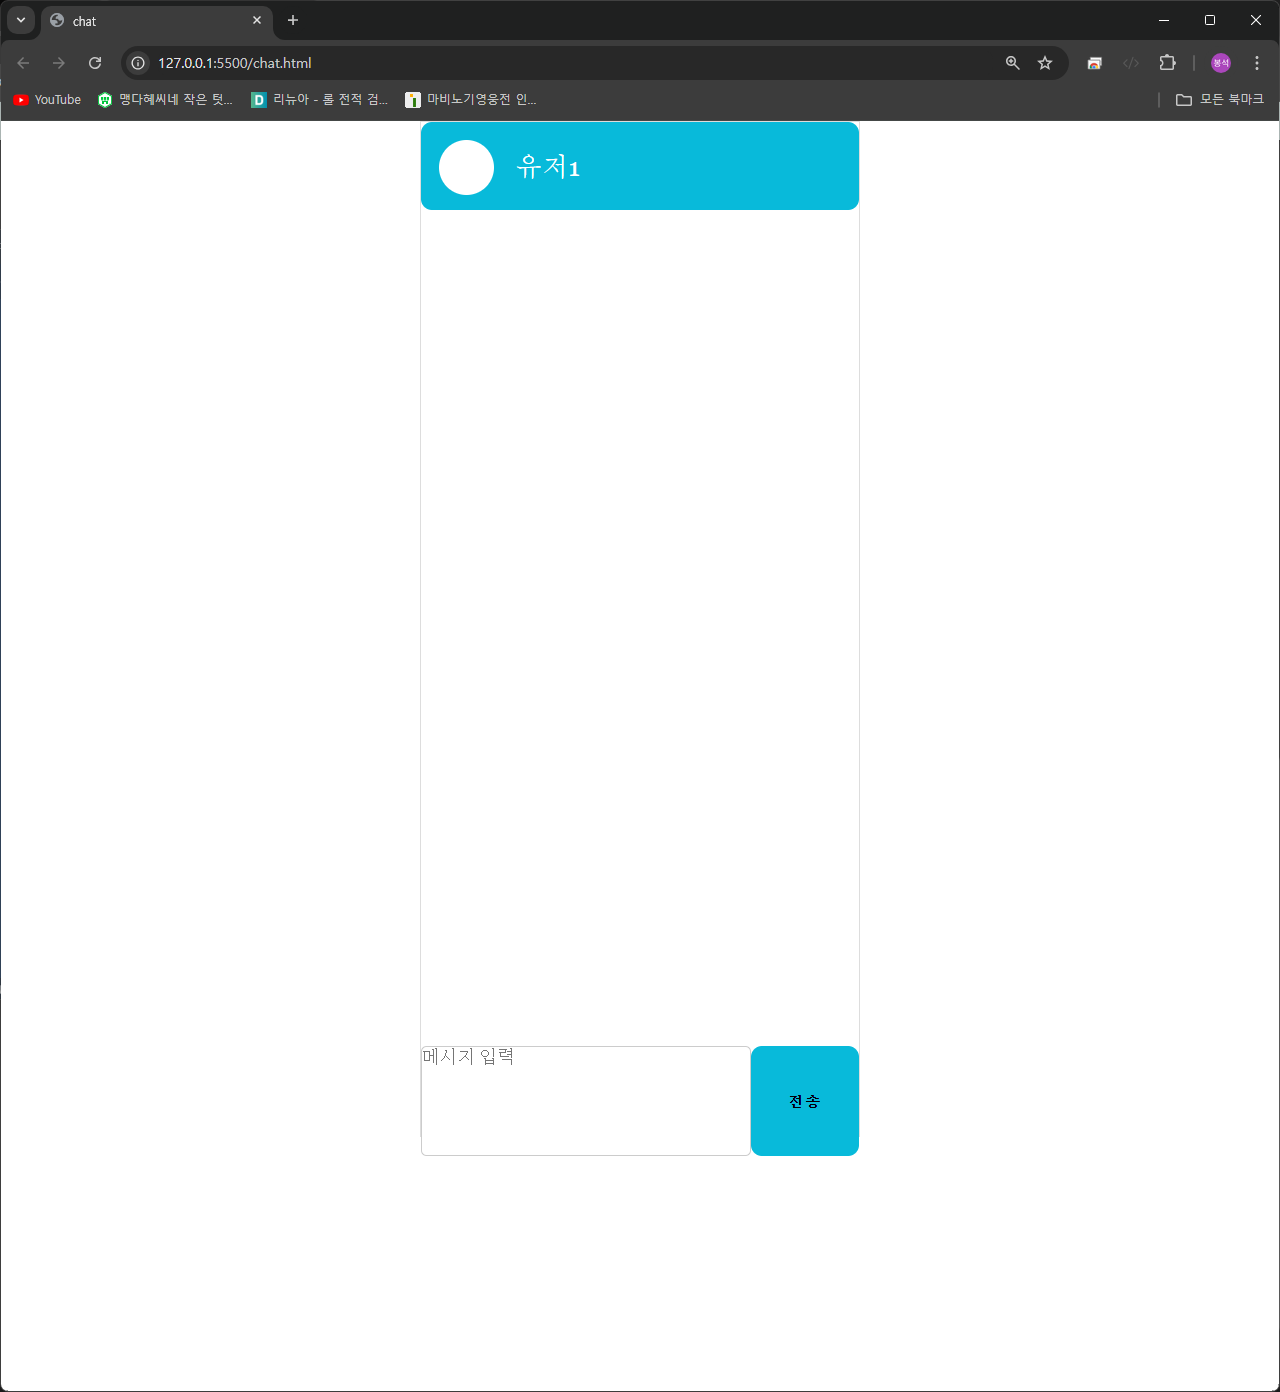 chat
127.0.0.1:5500/chat.html
봉석
YouTube
맹다혜씨네 작은 텃...
리뉴아 - 롤 전적 검...
마비노기영웅전 인...
모든 북마크
유저1
메시지 입력
전송